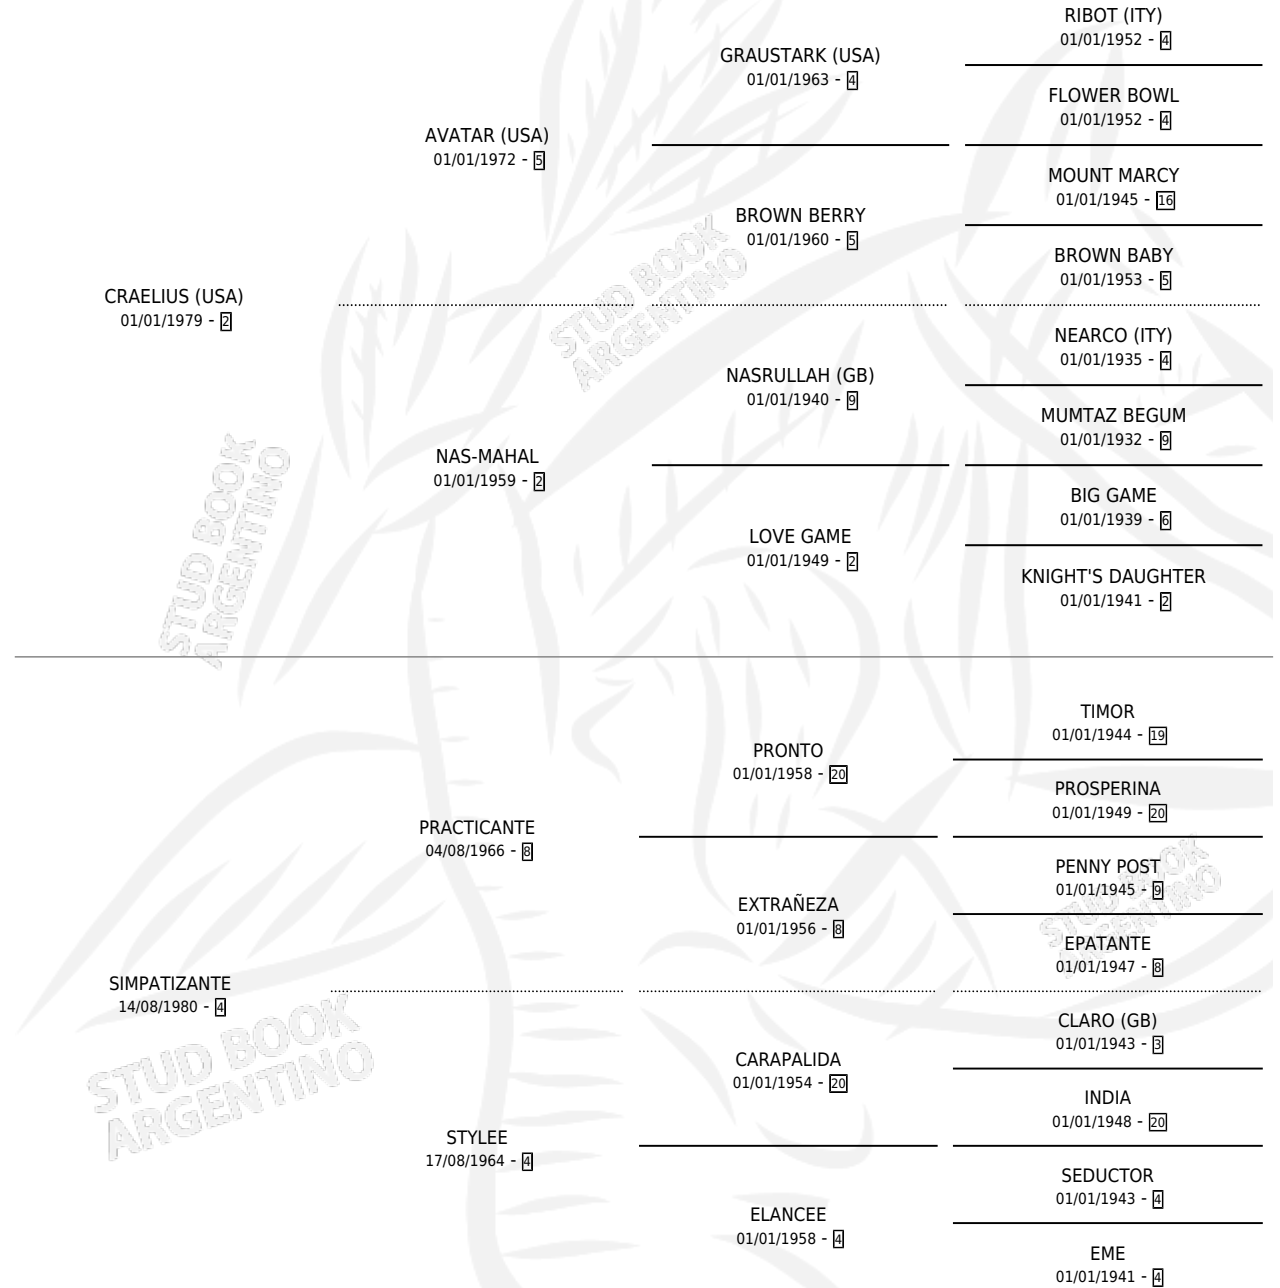 RIBOT (ITY)
01/01/1952 - 4
GRAUSTARK (USA)
01/01/1963 - 4
FLOWER BOWL
01/01/1952 - 4
AVATAR (USA)
01/01/1972 - 5
MOUNT MARCY
01/01/1945 - 16
BROWN BERRY
01/01/1960 - 5
BROWN BABY
01/01/1953 - 5
CRAELIUS (USA)
01/01/1979 - 2
NEARCO (ITY)
01/01/1935 - 4
NASRULLAH (GB)
01/01/1940 - 9
MUMTAZ BEGUM
01/01/1932 - 9
NAS-MAHAL
01/01/1959 - 2
BIG GAME
01/01/1939 - 6
LOVE GAME
01/01/1949 - 2
KNIGHT'S DAUGHTER
01/01/1941 - 2
TIMOR
01/01/1944 - 19
PRONTO
01/01/1958 - 20
PROSPERINA
01/01/1949 - 20
PRACTICANTE
04/08/1966 - 8
PENNY POST
01/01/1945 - 9
EXTRAÑEZA
01/01/1956 - 8
EPATANTE
01/01/1947 - 8
SIMPATIZANTE
14/08/1980 - 4
CLARO (GB)
01/01/1943 - 3
CARAPALIDA
01/01/1954 - 20
INDIA
01/01/1948 - 20
STYLEE
17/08/1964 - 4
SEDUCTOR
01/01/1943 - 4
ELANCEE
01/01/1958 - 4
EME
01/01/1941 - 4
STUD BOOK
ARGENTINO
STUD BOOK
ARGENTINO
STUD BOOK
ARGENTINO
STUD BOOK
ARGENTINO